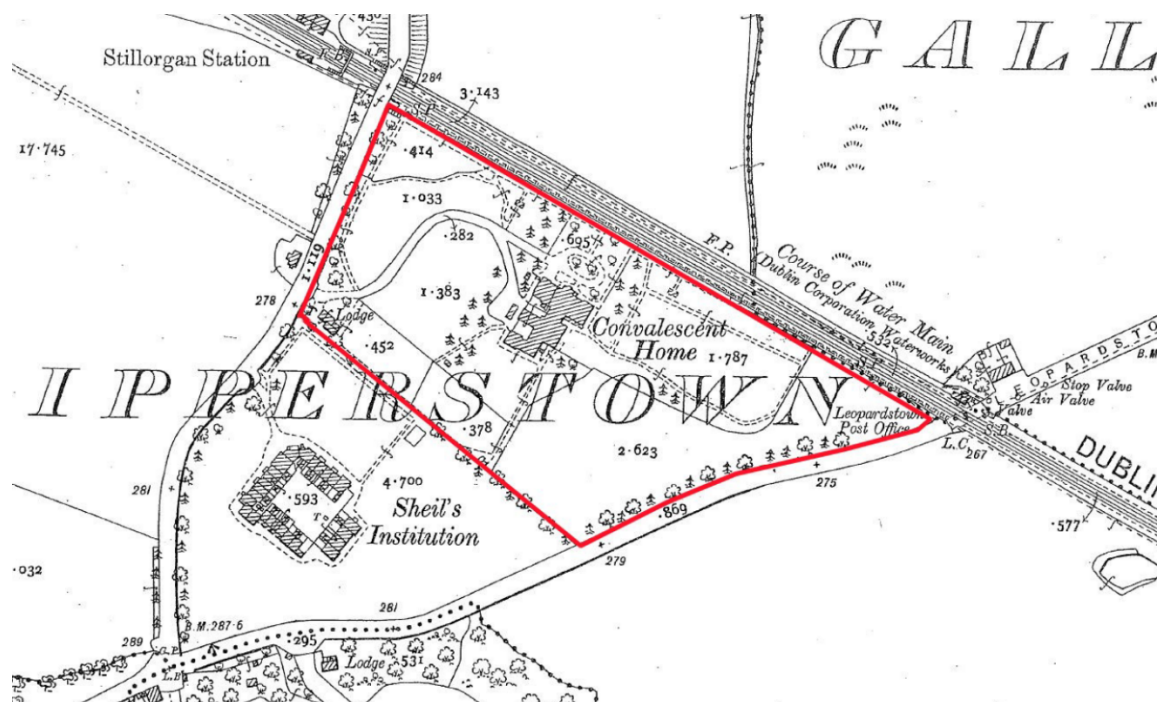 430
GALL
Stillorgan Station
F.B.
284
3.143
S.P.
17.745
.414
1.033
.282
.695
1.119
F.P.
Course of Water Main
(Dublin Corporation Waterworks)
278
Lodge
1.383
.452
Convalescent
Home
1.787
.532
LEOPARDSTO
B.M.
Stop Valve
Air Valve
Valve
S.B.
IPPERSTOWN
Leopardstown
Post Office
L.C.
267
DUBLIN
.378
2.623
275
281
4.700
.593
Sheil's
Institution
.869
.577
279
.032
281
B.M.287.6
289
G.P.
L.B
.295
Lodge
.531